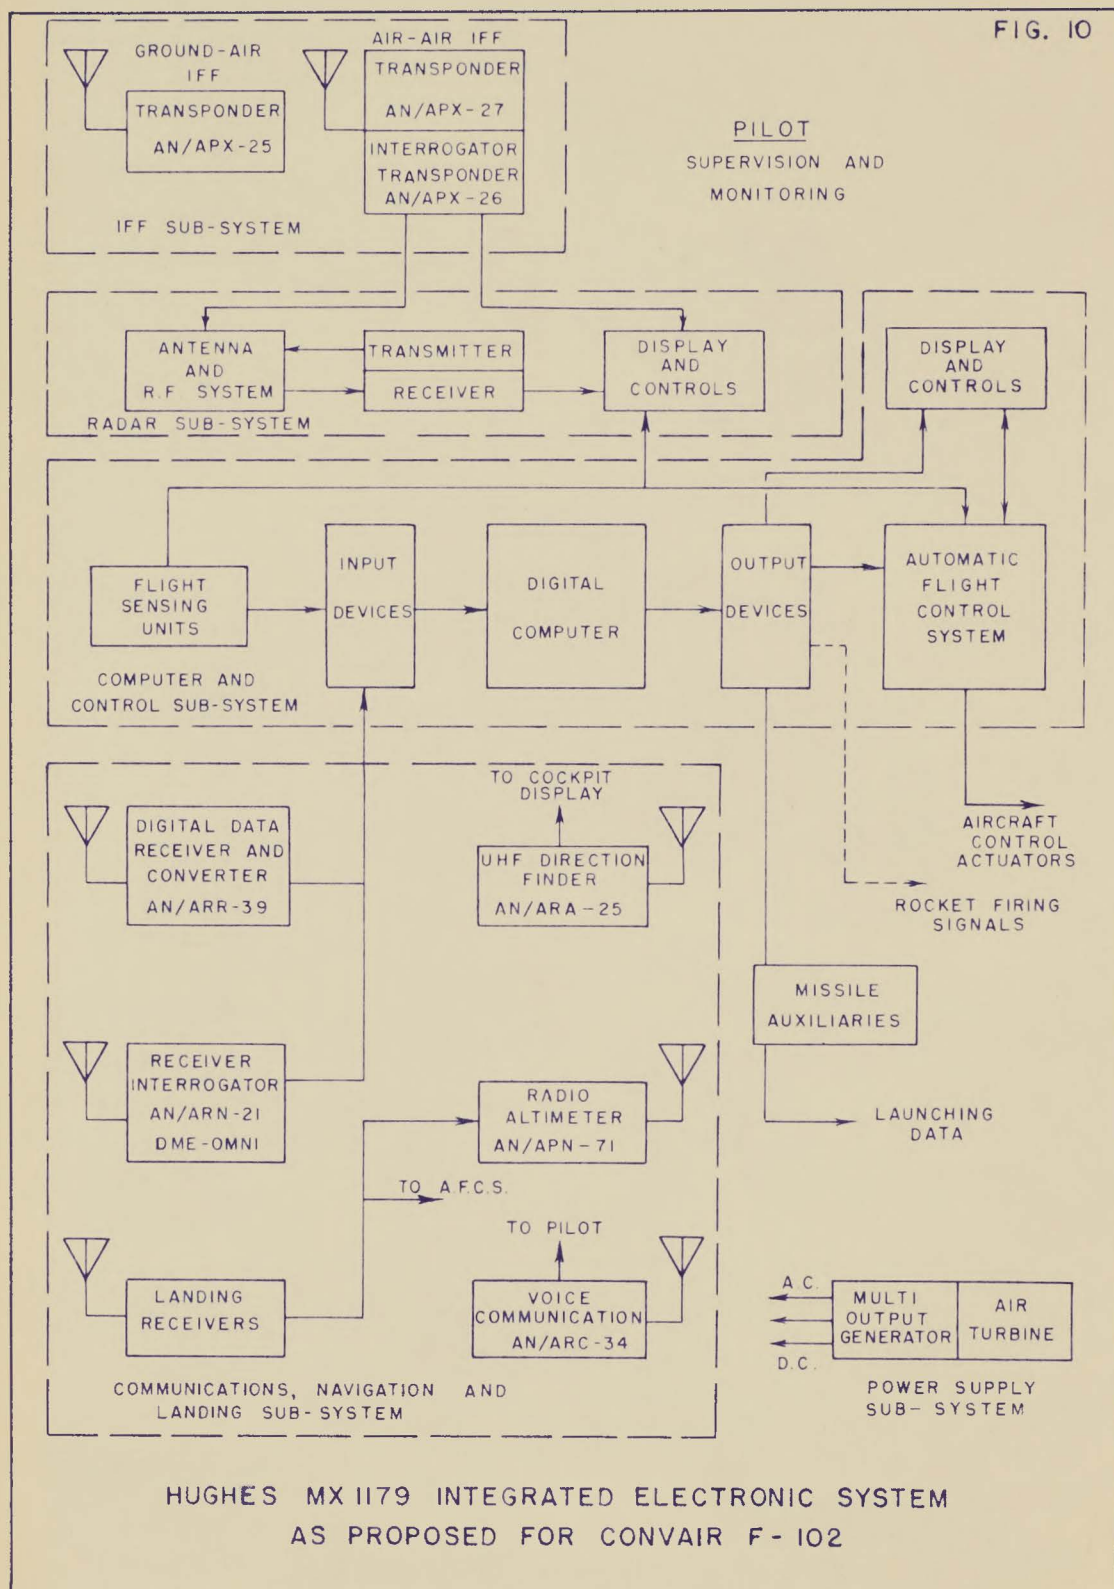 FIG. 10
GROUND-AIR
IFF
TRANSPONDER
AN/APX-25
AIR-AIR IFF
TRANSPONDER
AN/APX-27
INTERROGATOR
TRANSPONDER
AN/APX-26
IFF SUB-SYSTEM
PILOT
SUPERVISION AND
MONITORING
ANTENNA
AND
R.F SYSTEM
TRANSMITTER
RECEIVER
DISPLAY
AND
CONTROLS
RADAR SUB-SYSTEM
DISPLAY
AND
CONTROLS
FLIGHT
SENSING
UNITS
INPUT
DEVICES
DIGITAL
COMPUTER
OUTPUT
DEVICES
AUTOMATIC
FLIGHT
CONTROL
SYSTEM
COMPUTER AND
CONTROL SUB-SYSTEM
TO COCKPIT
DISPLAY
DIGITAL DATA
RECEIVER AND
CONVERTER
AN/ARR-39
UHF DIRECTION
FINDER
AN/ARA-25
AIRCRAFT
CONTROL
ACTUATORS
ROCKET FIRING
SIGNALS
MISSILE
AUXILIARIES
RECEIVER
INTERROGATOR
AN/ARN-21
DME-OMNI
RADIO
ALTIMETER
AN/APN-71
LAUNCHING
DATA
TO A.F.C.S.
TO PILOT
LANDING
RECEIVERS
VOICE
COMMUNICATION
AN/ARC-34
A.C.
D.C.
MULTI
OUTPUT
GENERATOR
AIR
TURBINE
COMMUNICATIONS, NAVIGATION AND
LANDING SUB-SYSTEM
POWER SUPPLY
SUB-SYSTEM
HUGHES MX 1179 INTEGRATED ELECTRONIC SYSTEM
AS PROPOSED FOR CONVAIR F-102